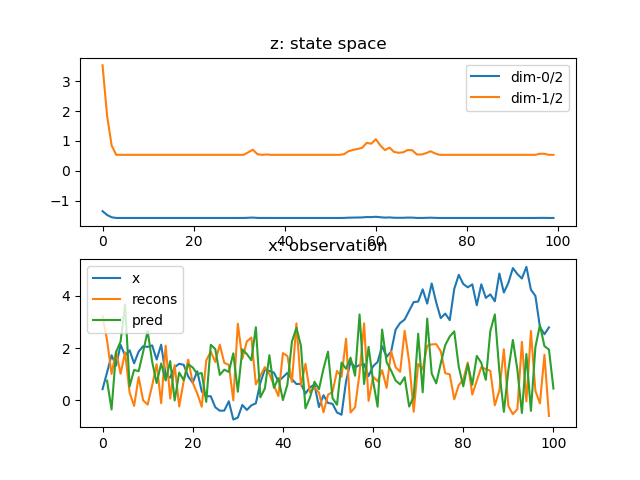 z: state space
3
2
1
0
−1
dim-0/2
dim-1/2
0 20 40 60 80 100
x: observation
4
2
0
x
recons
pred
0 20 40 60 80 100